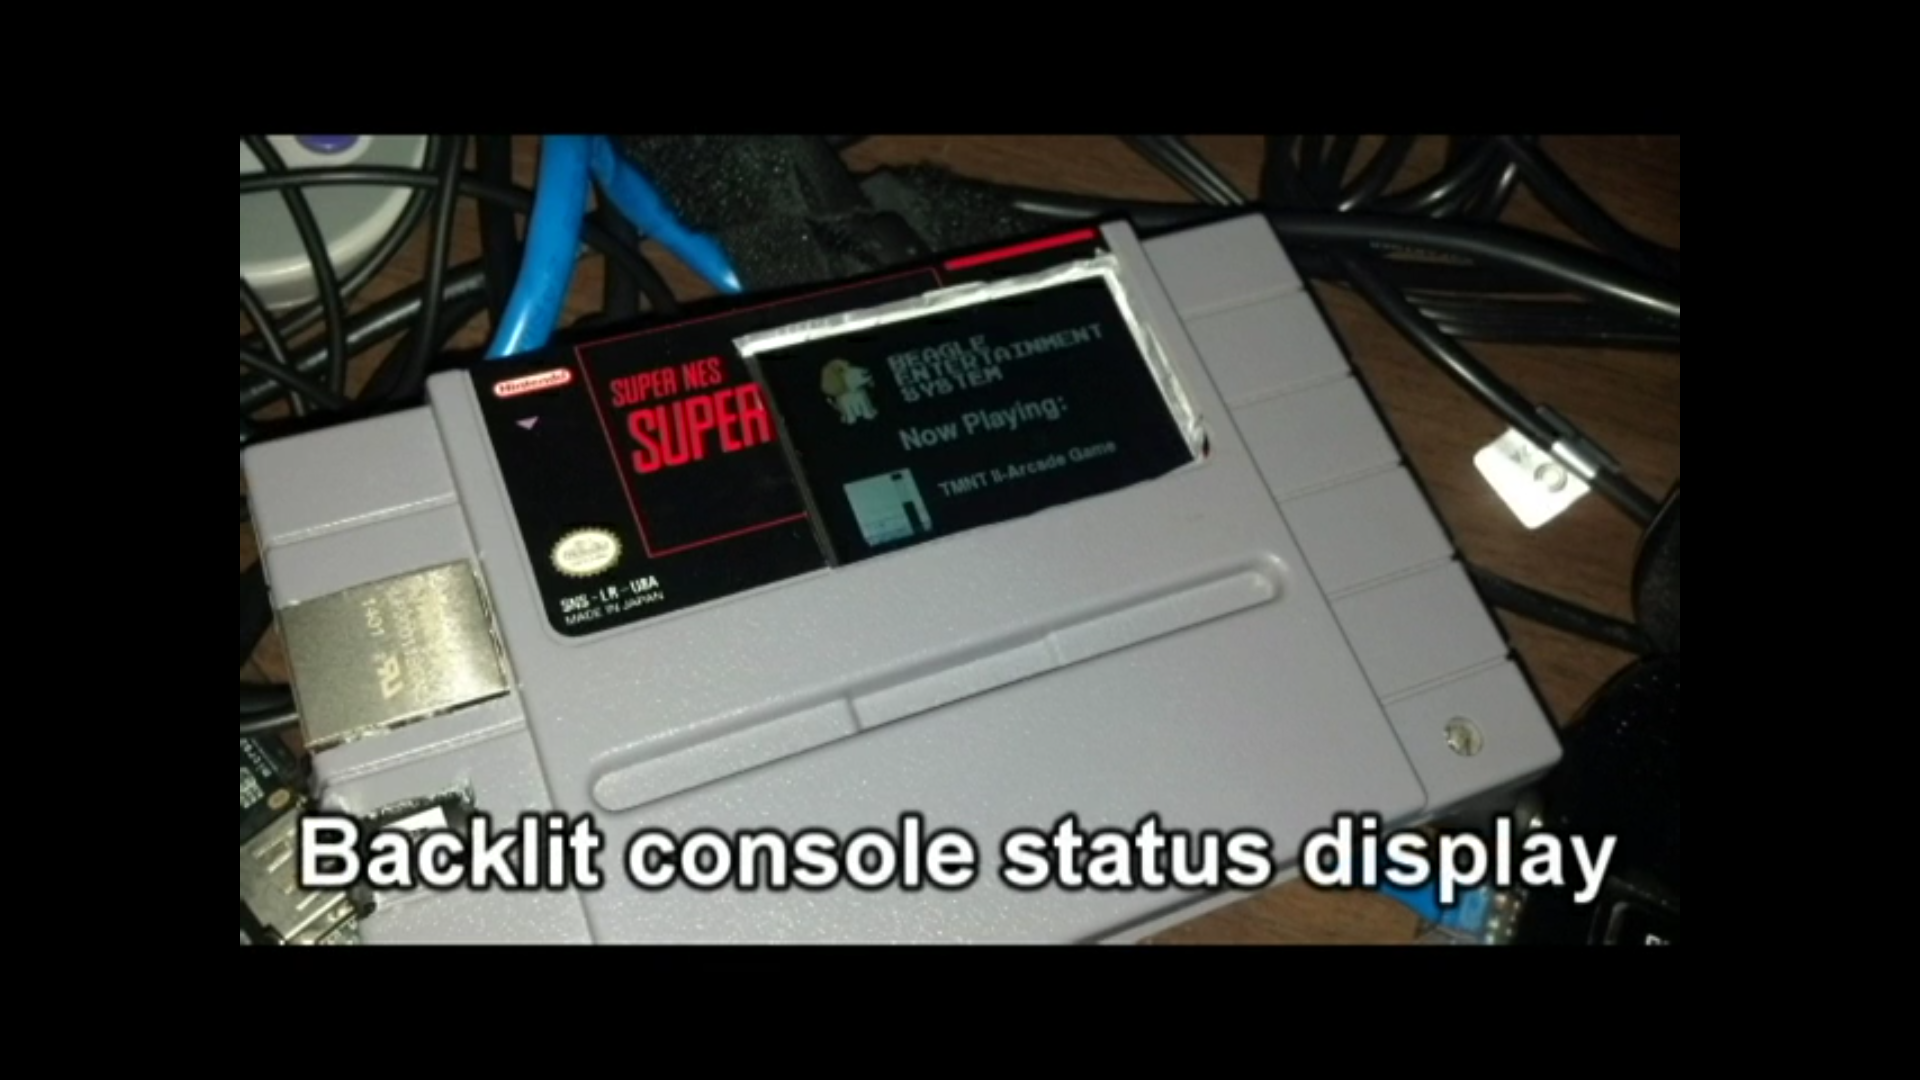 Nintendo
SUPER NES
SUPER
BEAGLE
ENTERTAINMENT
SYSTEM
Now Playing:
TMNT II-Arcade Game
SNS-LR-USA
MADE IN JAPAN
Backlit console status display